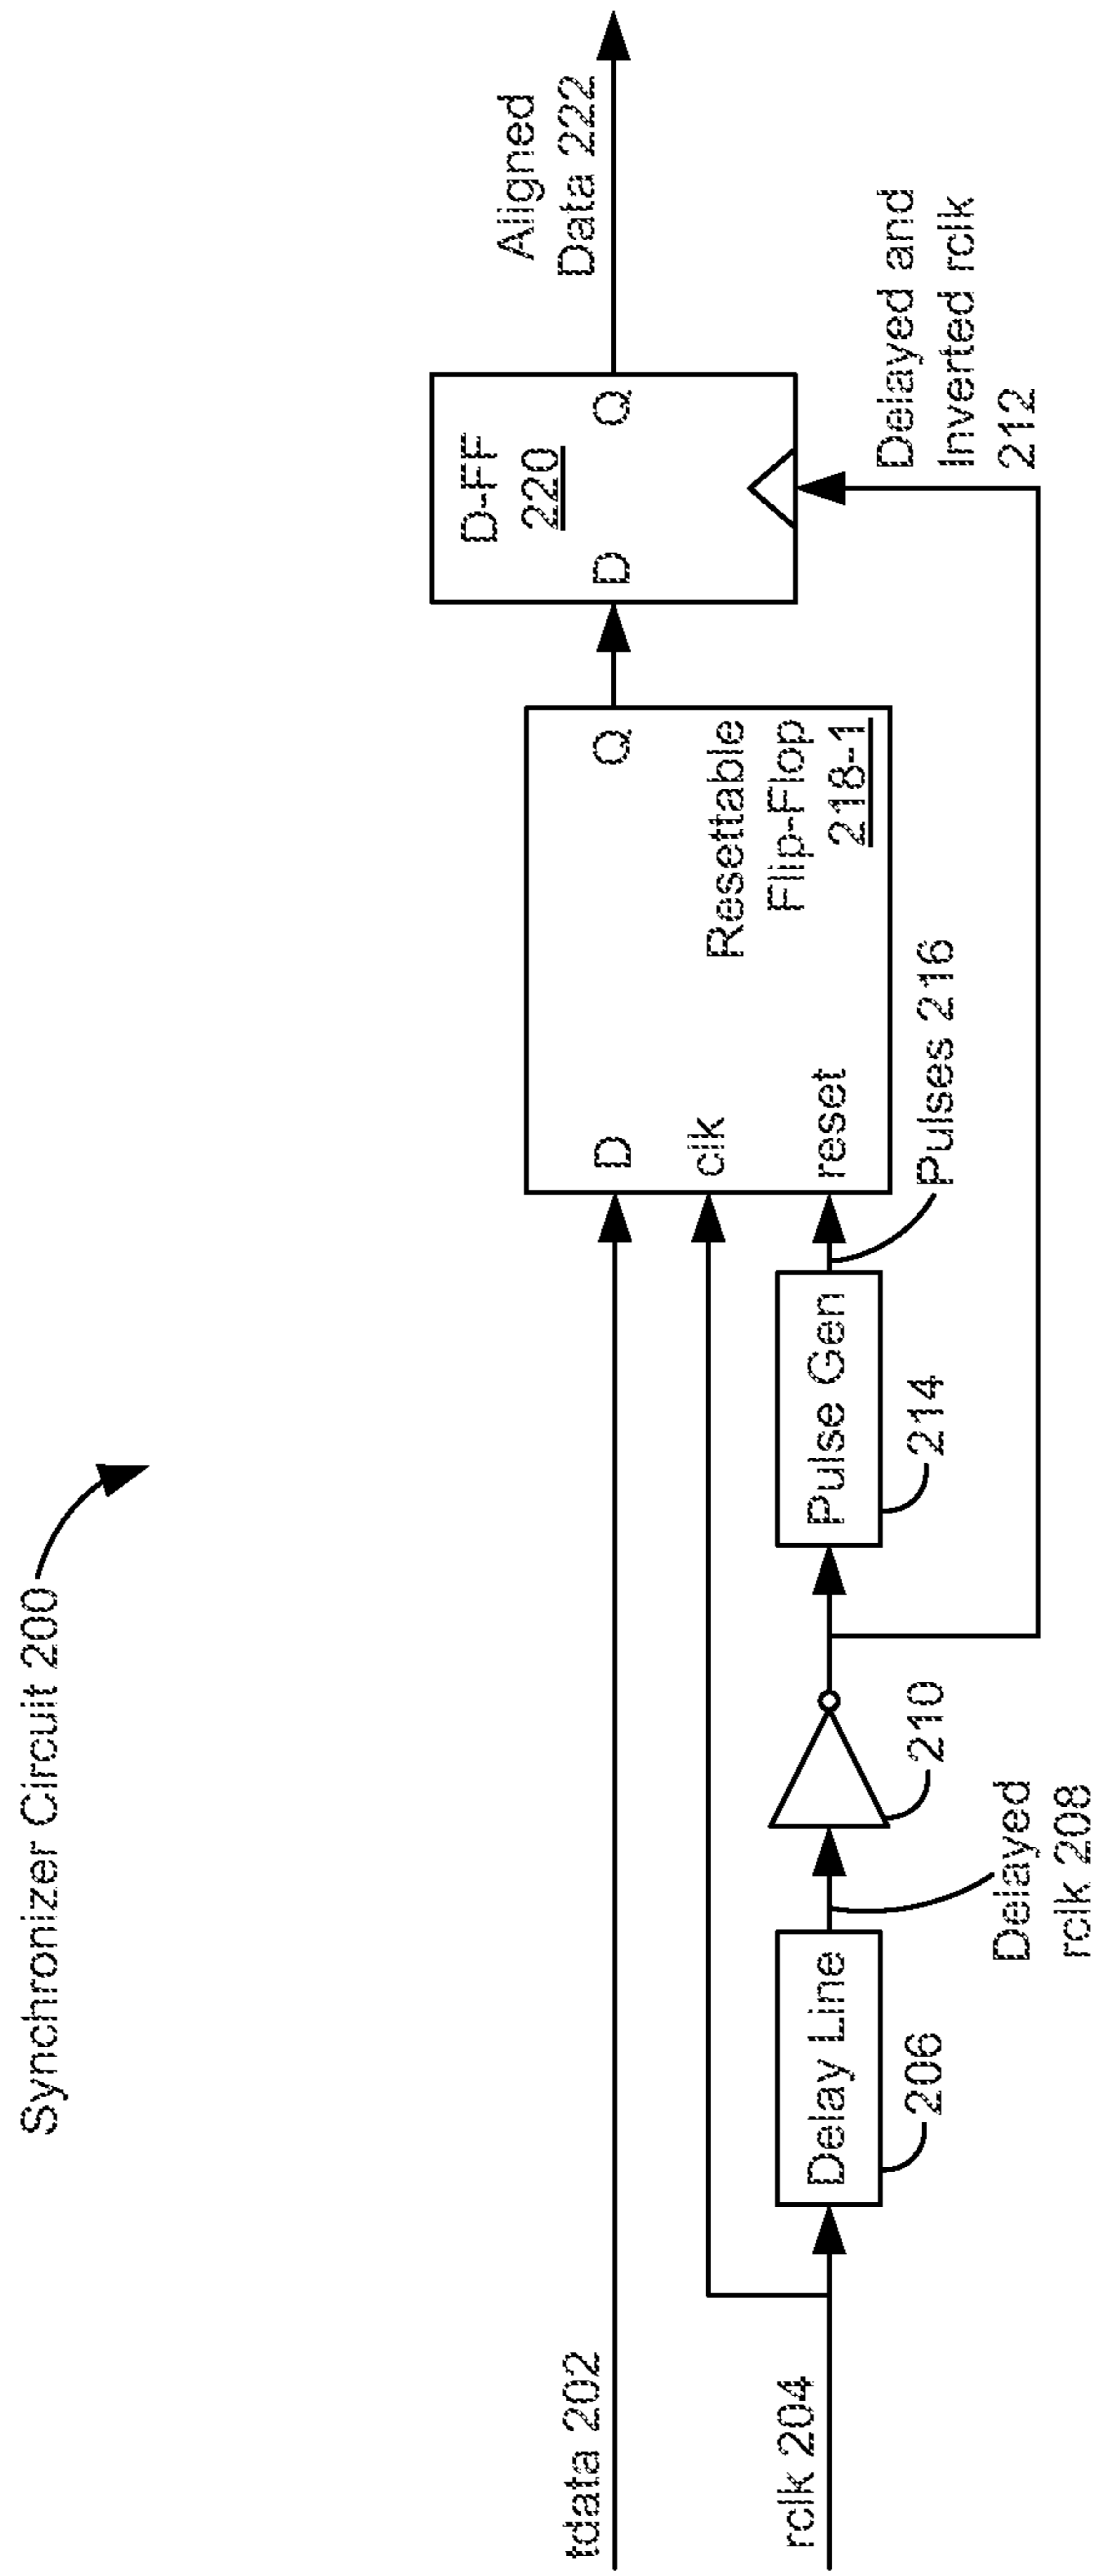 Synchronizer Circuit 200
tdata 202
rclk 204
Delay Line
206
Delayed
rclk 208
210
Pulse Gen
214
Pulses 216
D
clk
reset
Q
Resettable
Flip-Flop
218-1
D-FF
220
D
Q
Delayed and
Inverted rclk
212
Aligned
Data 222